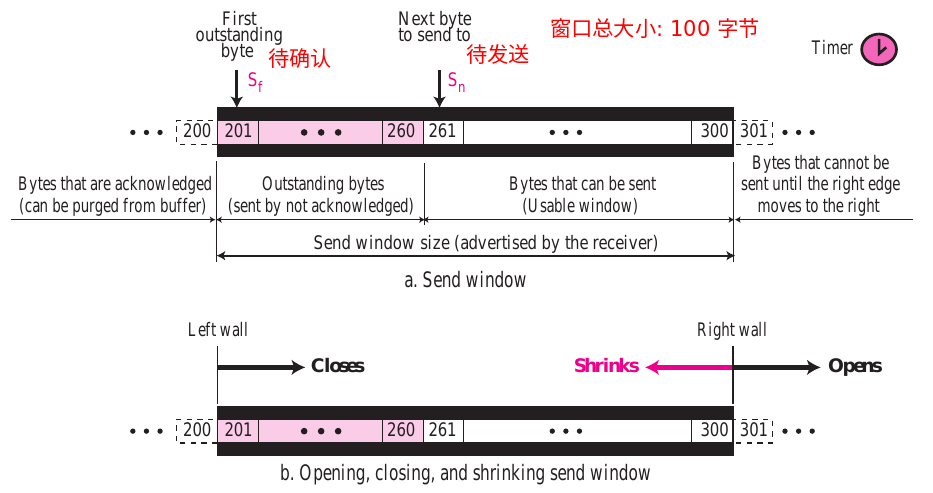 First
outstanding
byte
待确认
Sf
Next byte
to send to
待发送
Sn
窗口总大小: 100 字节
Timer
••• 200 201 ••• 260 261 ••• 300 301 •••
Bytes that are acknowledged
(can be purged from buffer)
Outstanding bytes
(sent by not acknowledged)
Bytes that can be sent
(Usable window)
Bytes that cannot be
sent until the right edge
moves to the right
Send window size (advertised by the receiver)
a. Send window
Left wall
Right wall
Closes
Shrinks
Opens
••• 200 201 ••• 260 261 ••• 300 301 •••
b. Opening, closing, and shrinking send window